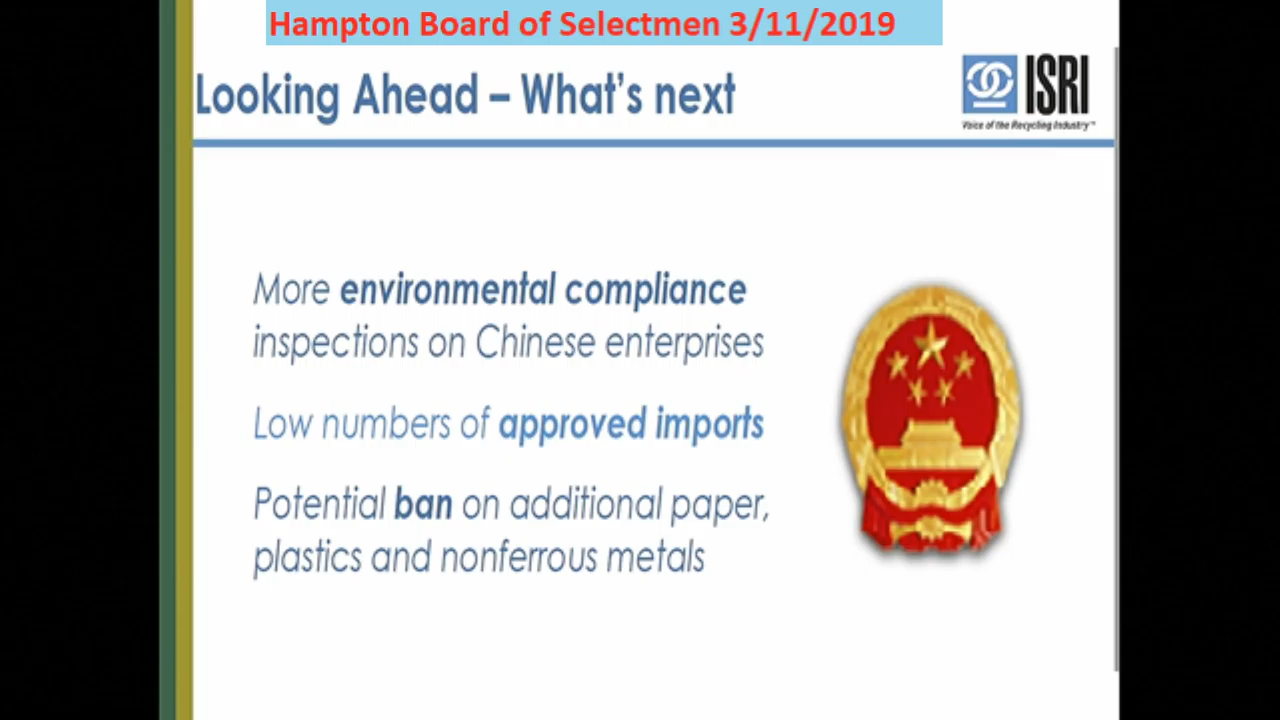 Hampton Board of Selectmen 3/11/2019
Looking Ahead – What's next
ISRI
Voice of the Recycling Industry™
More environmental compliance
inspections on Chinese enterprises
Low numbers of approved imports
Potential ban on additional paper,
plastics and nonferrous metals